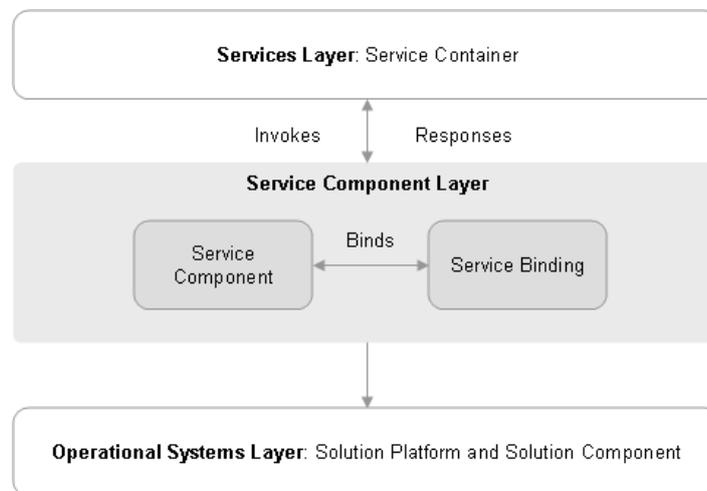 Services Layer: Service Container
Invokes Responses
Service Component Layer
Binds
Service
Component
Service Binding
Operational Systems Layer: Solution Platform and Solution Component